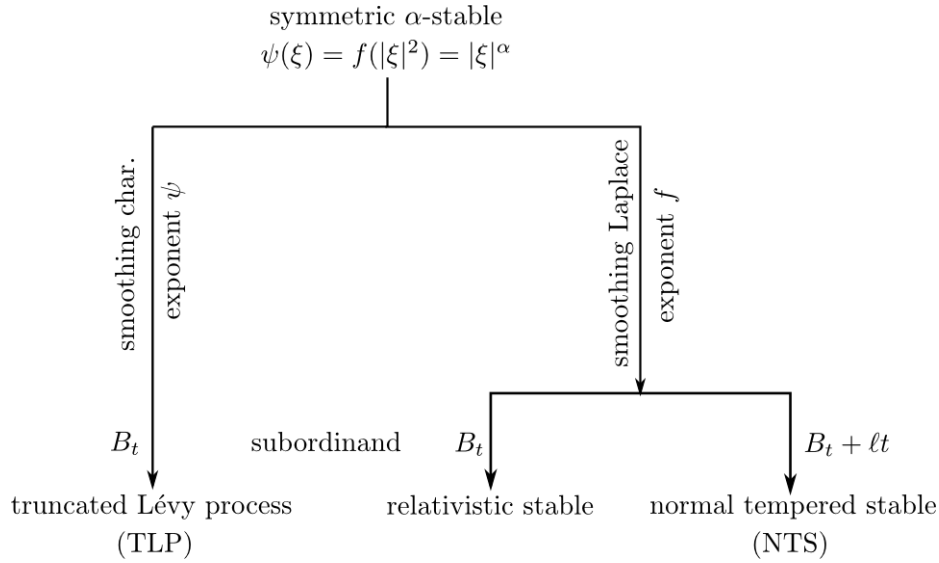 symmetric α-stable
ψ(ξ) = f(|ξ|²) = |ξ|^α
smoothing char.
exponent ψ
smoothing Laplace
exponent f
B_t
subordinand
B_t
B_t + ℓt
truncated Lévy process
(TLP)
relativistic stable
normal tempered stable
(NTS)